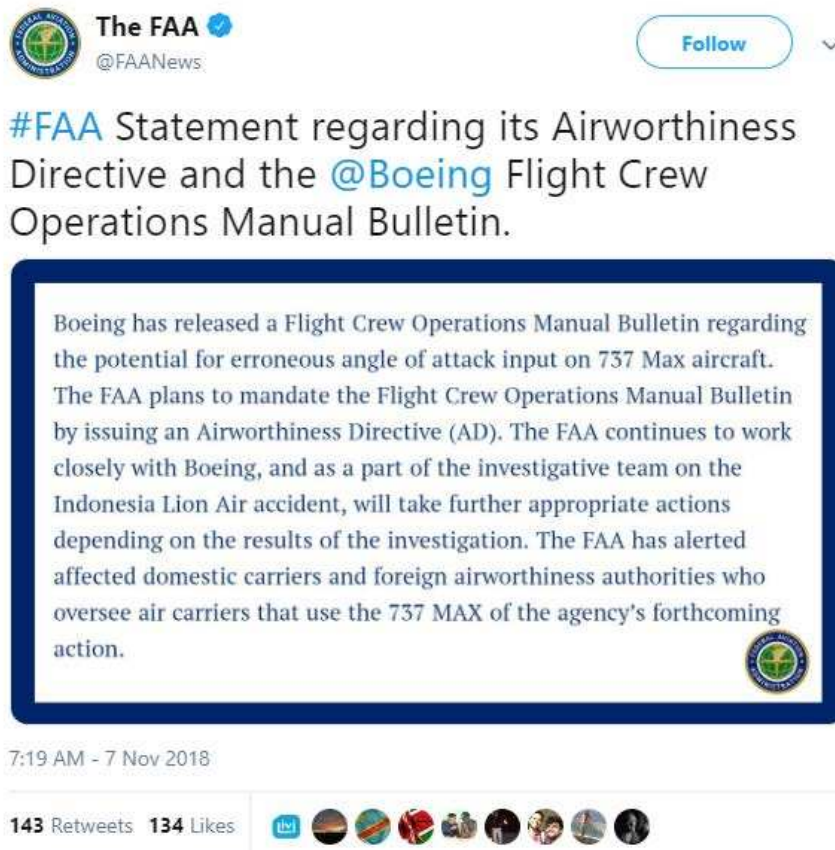 The FAA
@FAANews
Follow
#FAA Statement regarding its Airworthiness
Directive and the @Boeing Flight Crew
Operations Manual Bulletin.
Boeing has released a Flight Crew Operations Manual Bulletin regarding
the potential for erroneous angle of attack input on 737 Max aircraft.
The FAA plans to mandate the Flight Crew Operations Manual Bulletin
by issuing an Airworthiness Directive (AD). The FAA continues to work
closely with Boeing, and as a part of the investigative team on the
Indonesia Lion Air accident, will take further appropriate actions
depending on the results of the investigation. The FAA has alerted
affected domestic carriers and foreign airworthiness authorities who
oversee air carriers that use the 737 MAX of the agency's forthcoming
action.
FEDERAL AVIATION
ADMINISTRATION
7:19 AM - 7 Nov 2018
143 Retweets 134 Likes